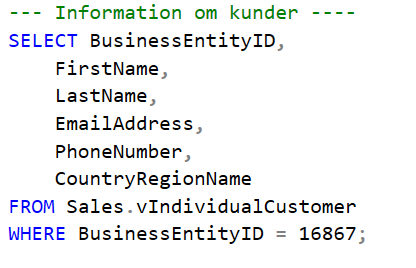 --- Information om kunder ----
SELECT BusinessEntityID,
    FirstName,
    LastName,
    EmailAddress,
    PhoneNumber,
    CountryRegionName
FROM Sales.vIndividualCustomer
WHERE BusinessEntityID = 16867;